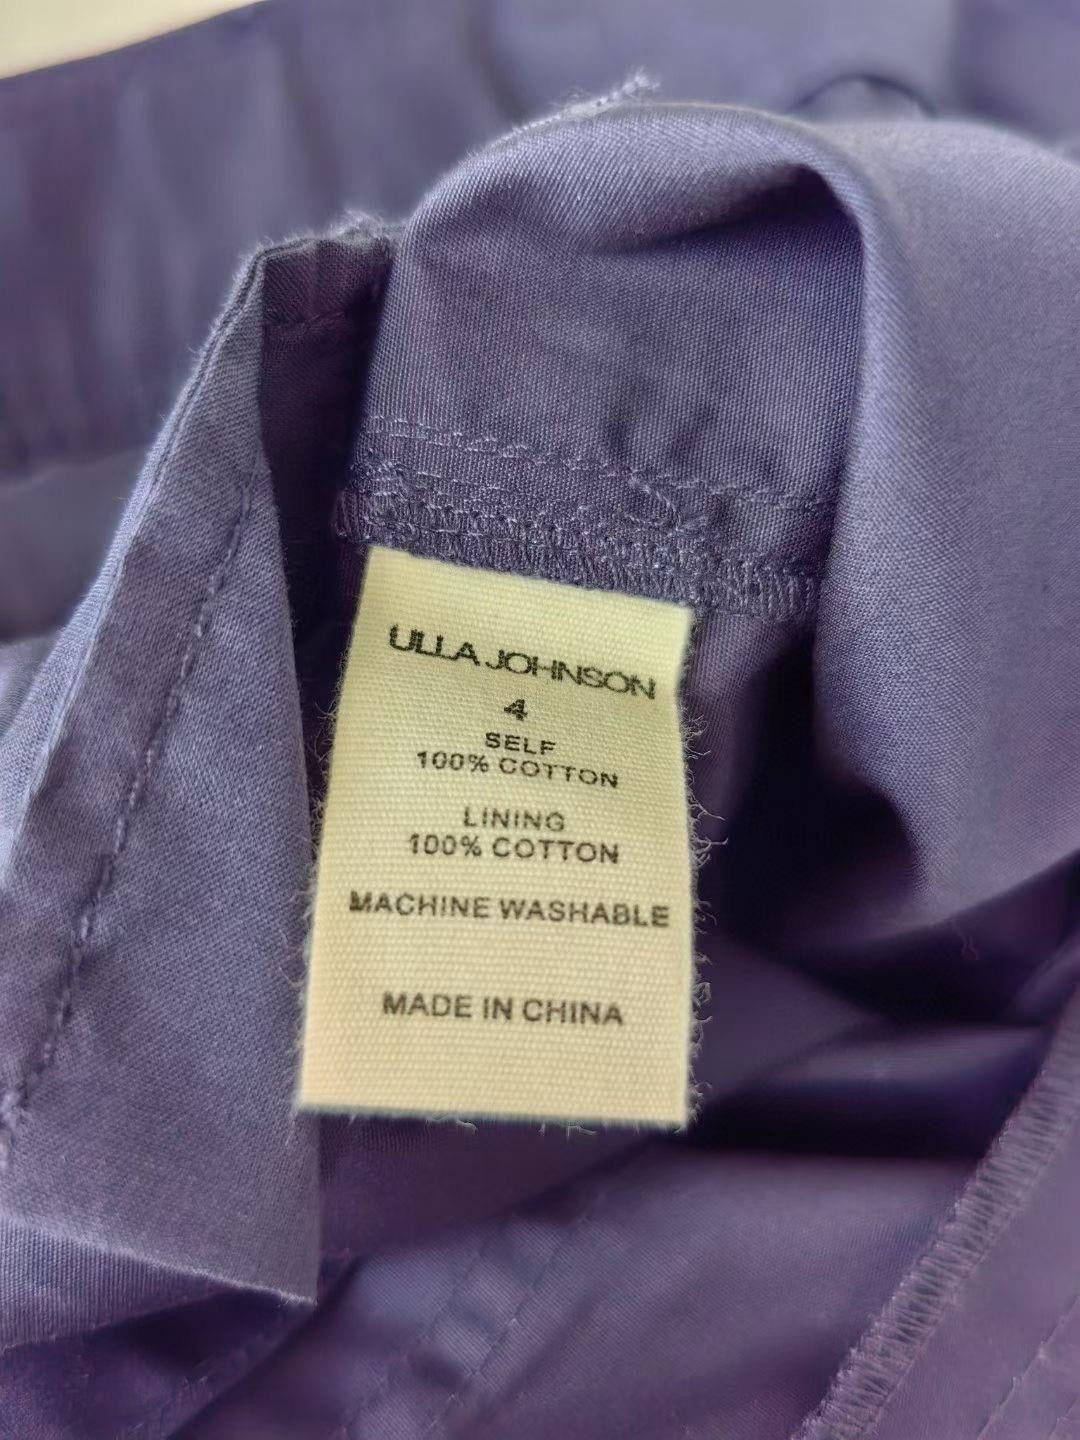 ULLA JOHNSON
4
SELF
100% COTTON
LINING
100% COTTON
MACHINE WASHABLE
MADE IN CHINA